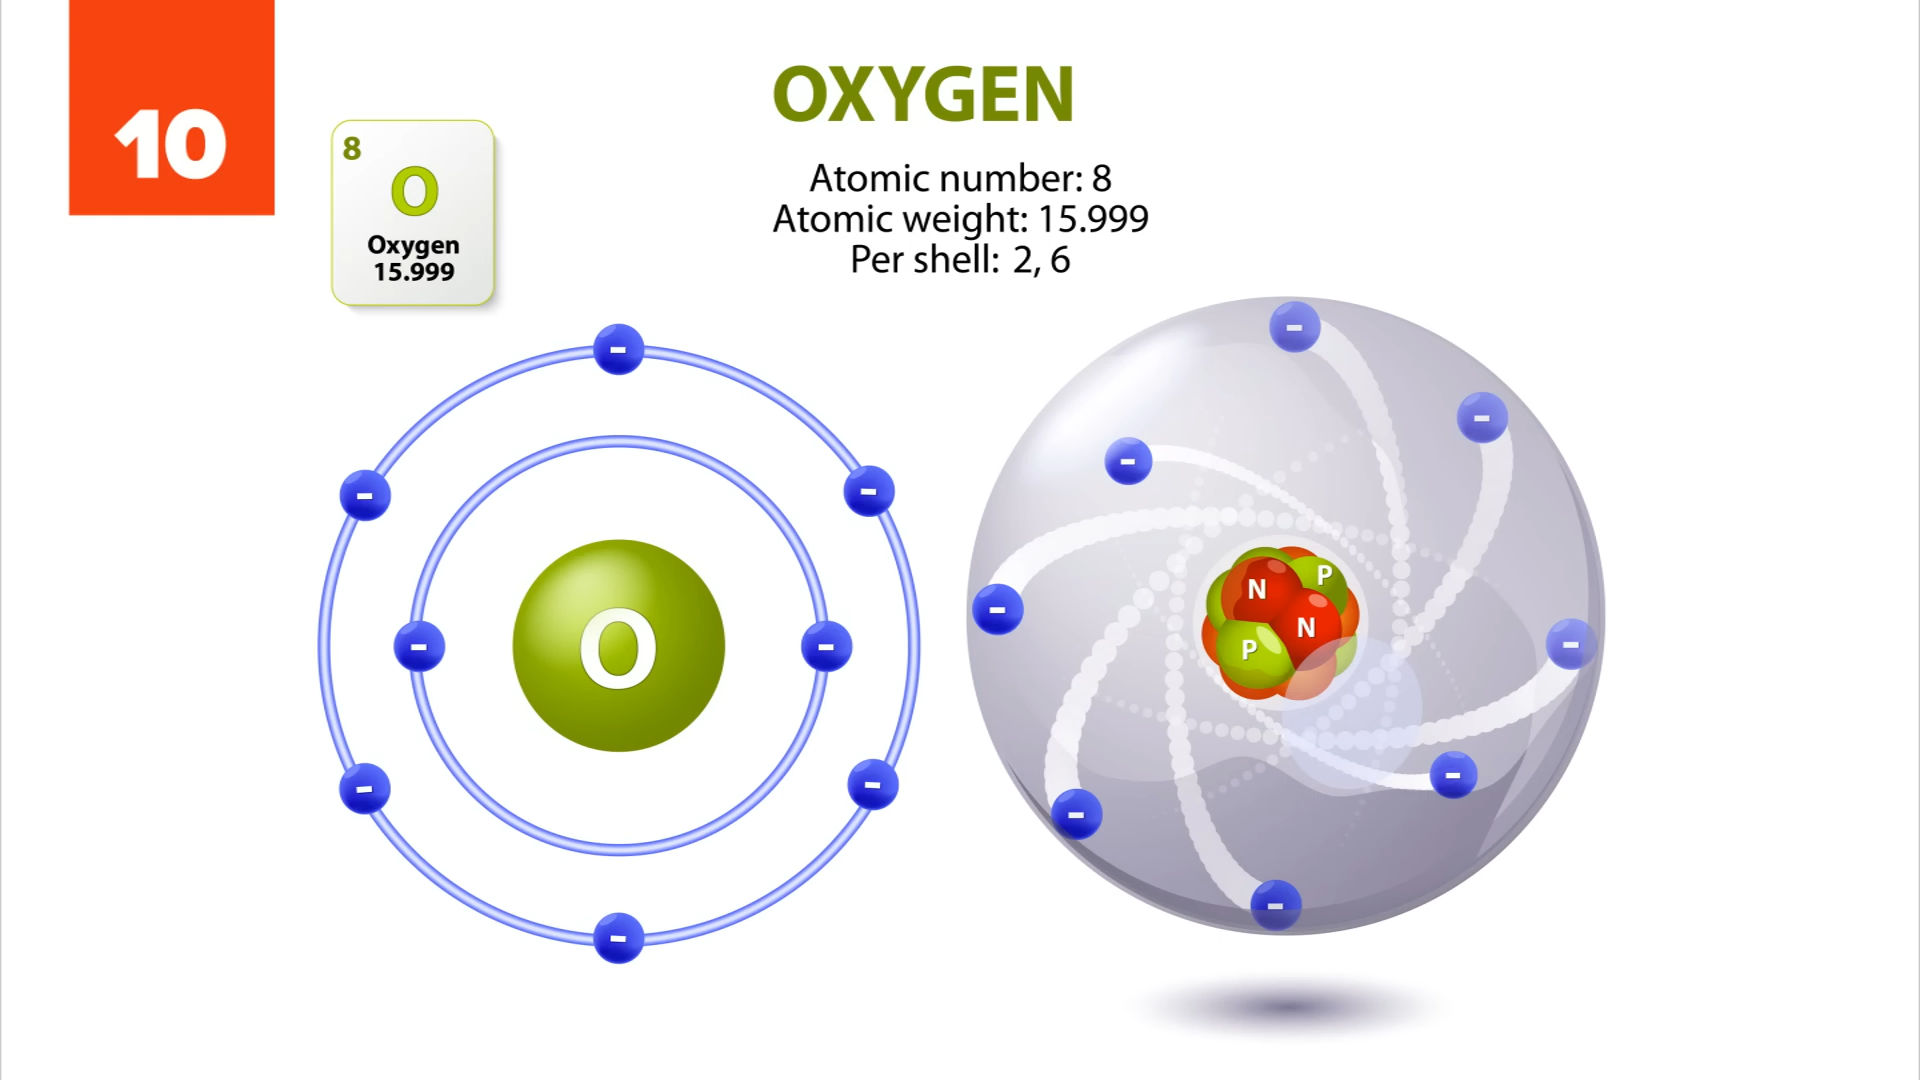 10
OXYGEN
Atomic number: 8
Atomic weight: 15.999
Per shell: 2, 6
8
O
Oxygen
15.999
O
-
-
-
-
-
-
-
-
N
P
N
P
-
-
-
-
-
-
-
-